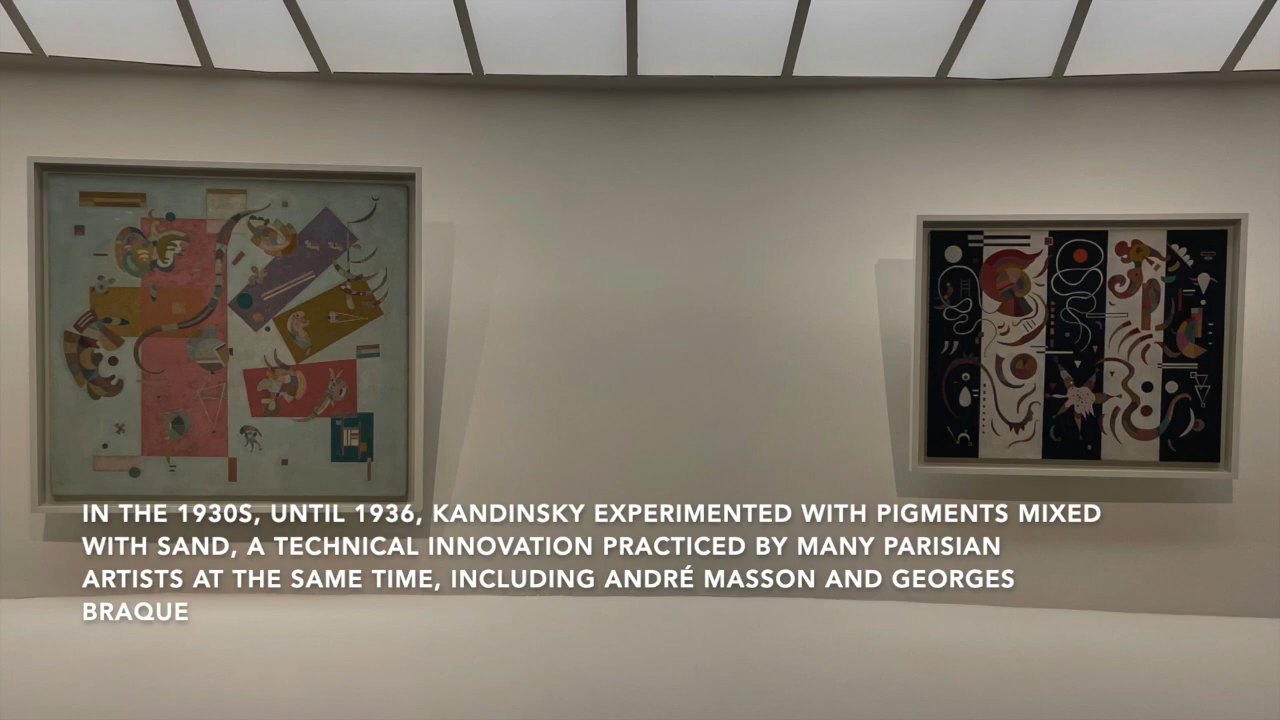 IN THE 1930S, UNTIL 1936, KANDINSKY EXPERIMENTED WITH PIGMENTS MIXED
WITH SAND, A TECHNICAL INNOVATION PRACTICED BY MANY PARISIAN
ARTISTS AT THE SAME TIME, INCLUDING ANDRÉ MASSON AND GEORGES
BRAQUE